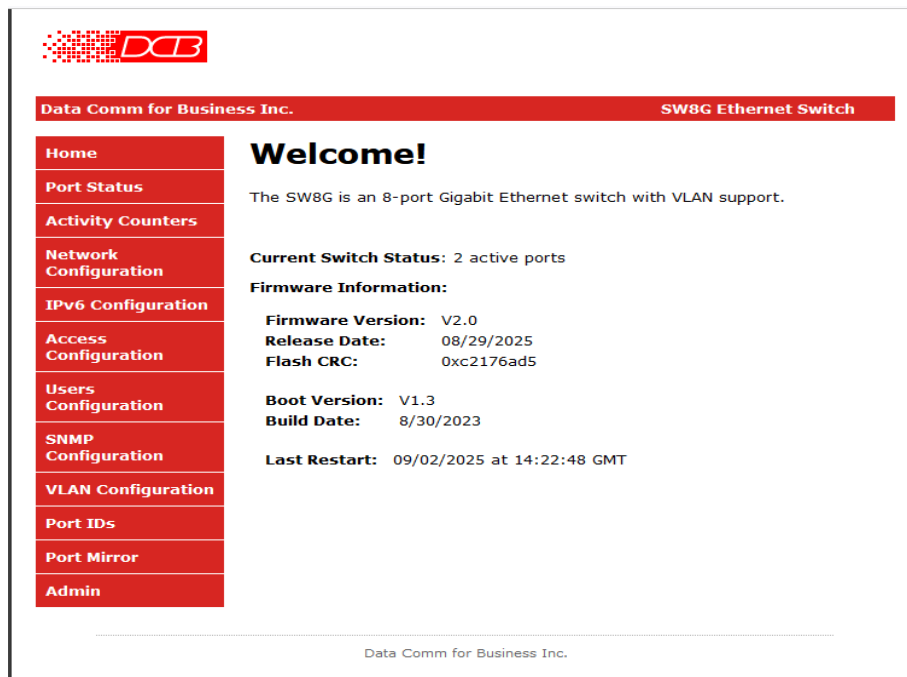 DCB
Data Comm for Business Inc. SW8G Ethernet Switch
Home
Port Status
Activity Counters
Network
Configuration
IPv6 Configuration
Access
Configuration
Users
Configuration
SNMP
Configuration
VLAN Configuration
Port IDs
Port Mirror
Admin
Welcome!
The SW8G is an 8-port Gigabit Ethernet switch with VLAN support.
Current Switch Status: 2 active ports
Firmware Information:
Firmware Version: V2.0
Release Date: 08/29/2025
Flash CRC: 0xc2176ad5
Boot Version: V1.3
Build Date: 8/30/2023
Last Restart: 09/02/2025 at 14:22:48 GMT
Data Comm for Business Inc.